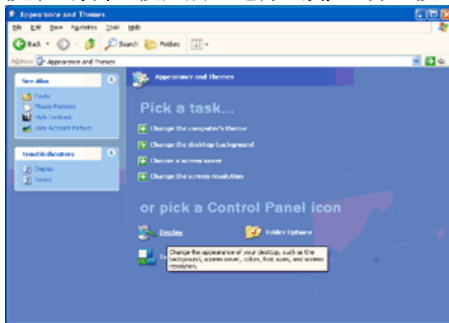 Appearance and Themes
File Edit View Favorites Tools Help
Back Search Folders
Address Appearance and Themes Go
See Also
Fonts
Mouse Pointers
High Contrast
User Account Picture
Troubleshooters
Display
Sound
Appearance and Themes
Pick a task...
Change the computer's theme
Change the desktop background
Choose a screen saver
Change the screen resolution
or pick a Control Panel icon
Display Folder Options
Change the appearance of your desktop, such as the
background, screen saver, colors, font sizes, and screen
resolution.